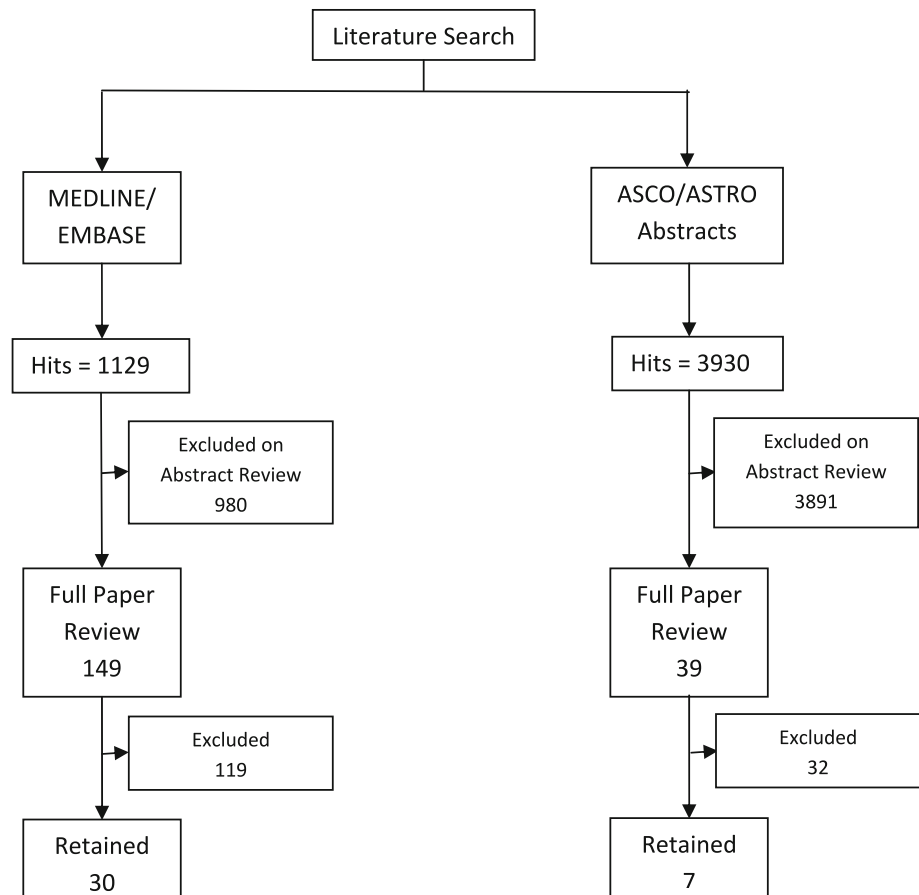 Literature Search
MEDLINE/
EMBASE
Hits = 1129
Excluded on
Abstract Review
980
Full Paper
Review
149
Excluded
119
Retained
30
ASCO/ASTRO
Abstracts
Hits = 3930
Excluded on
Abstract Review
3891
Full Paper
Review
39
Excluded
32
Retained
7